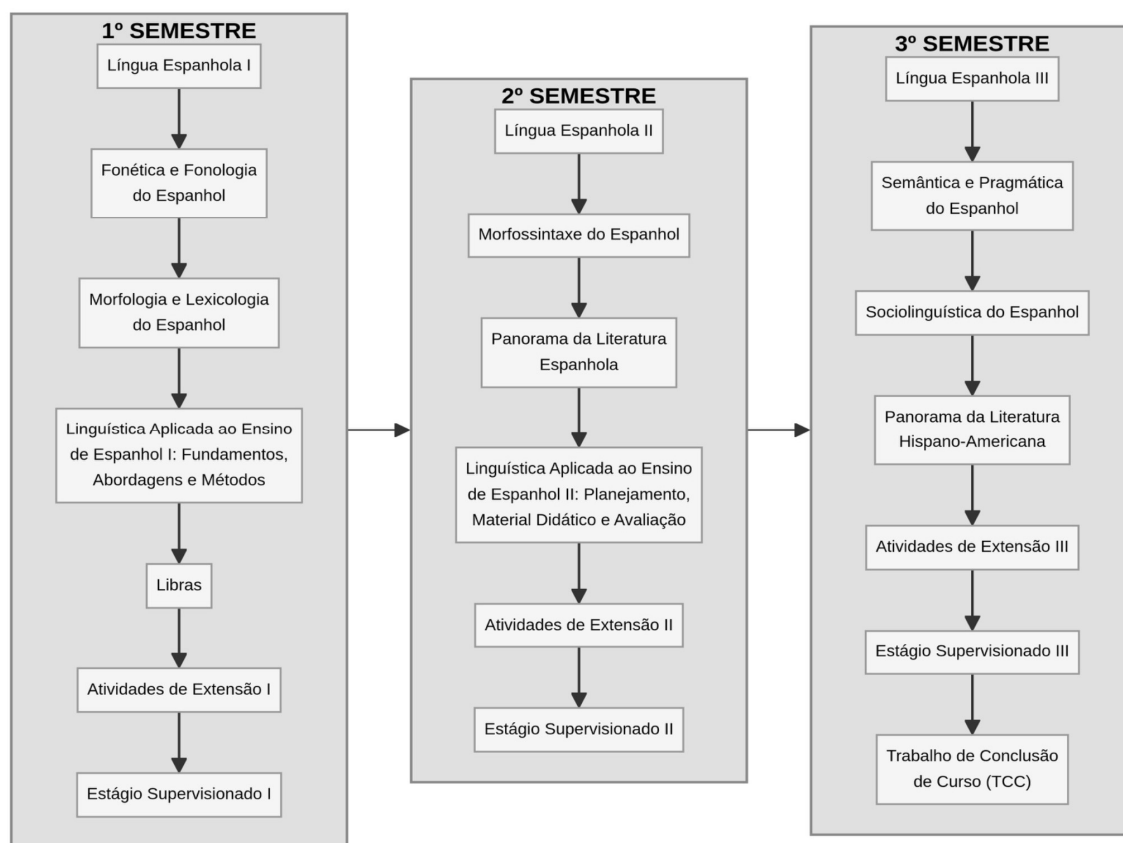 1º SEMESTRE
Língua Espanhola I
Fonética e Fonologia
do Espanhol
Morfologia e Lexicologia
do Espanhol
Linguística Aplicada ao Ensino
de Espanhol I: Fundamentos,
Abordagens e Métodos
Libras
Atividades de Extensão I
Estágio Supervisionado I
2º SEMESTRE
Língua Espanhola II
Morfossintaxe do Espanhol
Panorama da Literatura
Espanhola
Linguística Aplicada ao Ensino
de Espanhol II: Planejamento,
Material Didático e Avaliação
Atividades de Extensão II
Estágio Supervisionado II
3º SEMESTRE
Língua Espanhola III
Semântica e Pragmática
do Espanhol
Sociolinguística do Espanhol
Panorama da Literatura
Hispano-Americana
Atividades de Extensão III
Estágio Supervisionado III
Trabalho de Conclusão
de Curso (TCC)